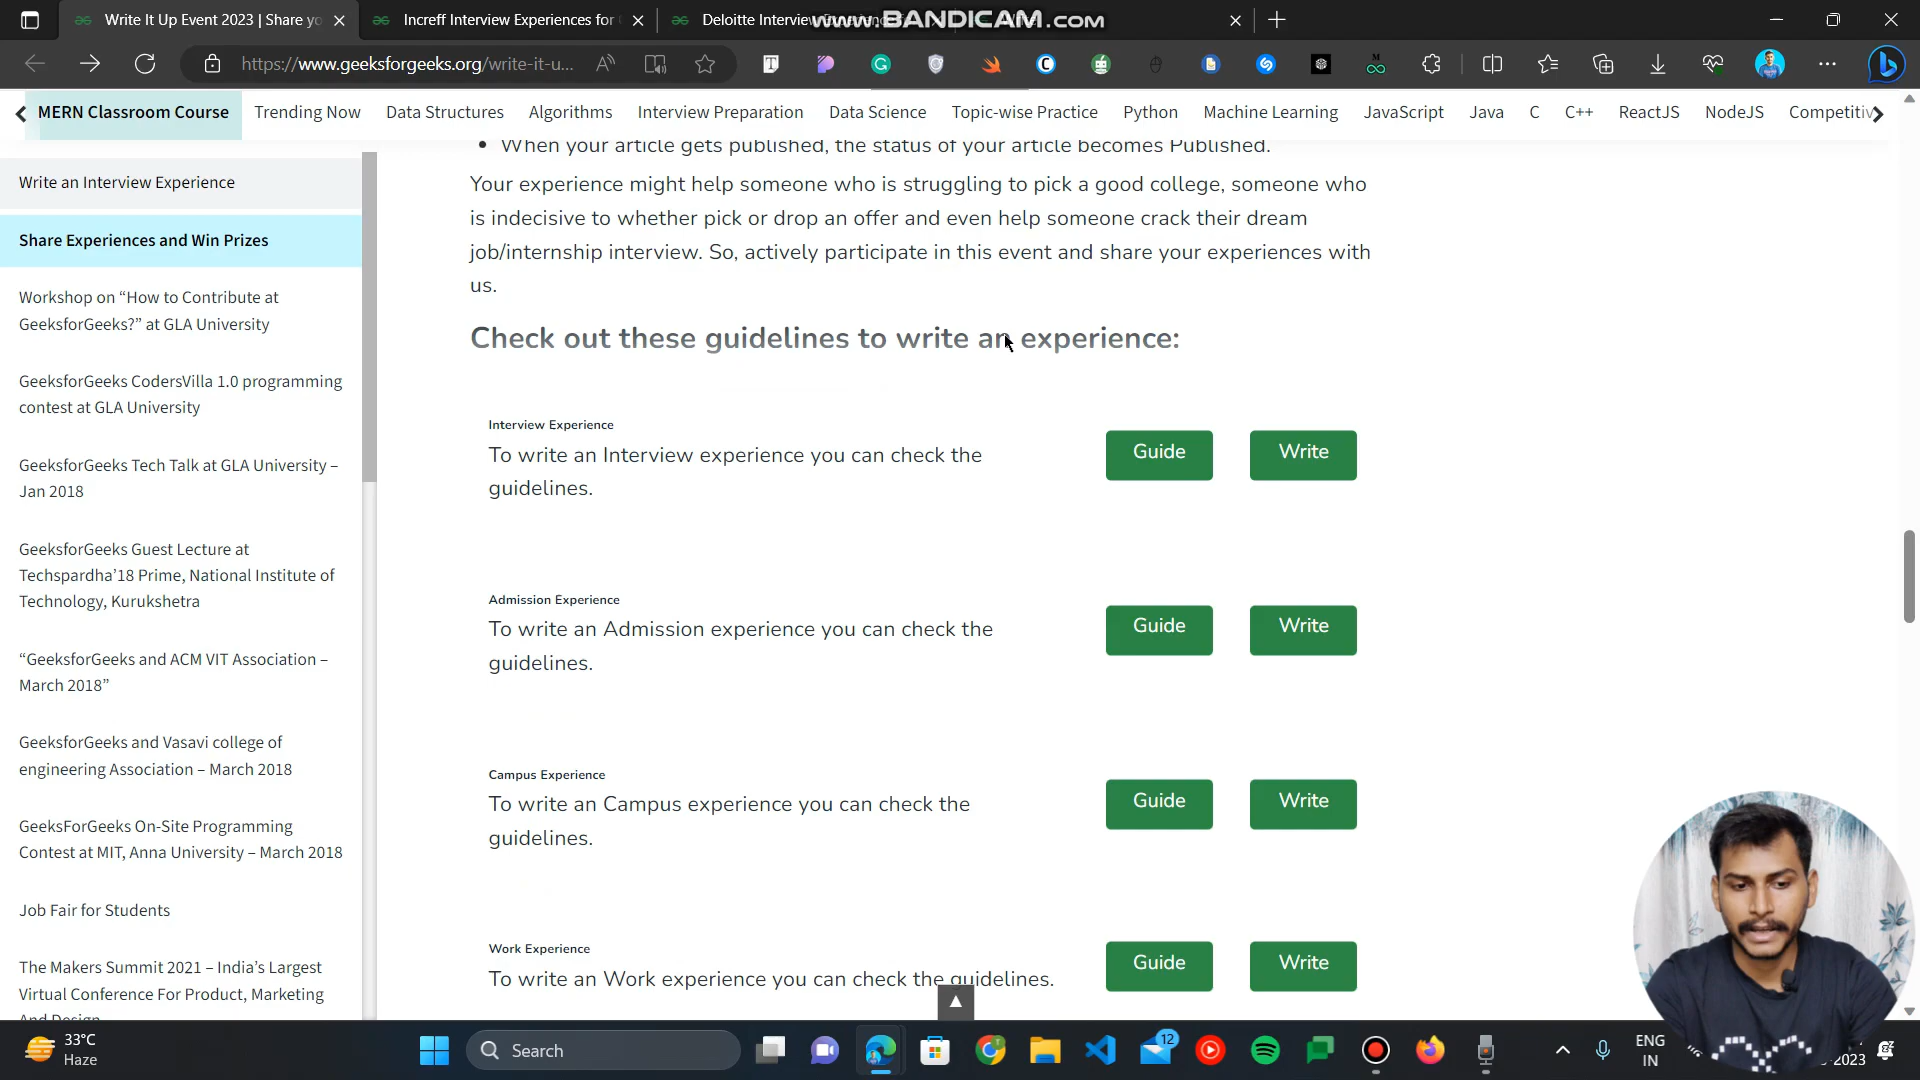 Write It Up Event 2023 | Share yo
Increff Interview Experiences for
Deloitte Intervie
www.BANDICAM.com
https://www.geeksforgeeks.org/write-it-u...
MERN Classroom Course
Trending Now
Data Structures
Algorithms
Interview Preparation
Data Science
Topic-wise Practice
Python
Machine Learning
JavaScript
Java
C
C++
ReactJS
NodeJS
Competitiv
Write an Interview Experience
Share Experiences and Win Prizes
Workshop on “How to Contribute at
GeeksforGeeks?” at GLA University
GeeksforGeeks CodersVilla 1.0 programming
contest at GLA University
GeeksforGeeks Tech Talk at GLA University –
Jan 2018
GeeksforGeeks Guest Lecture at
Techspardha’18 Prime, National Institute of
Technology, Kurukshetra
“GeeksforGeeks and ACM VIT Association –
March 2018”
GeeksforGeeks and Vasavi college of
engineering Association – March 2018
GeeksForGeeks On-Site Programming
Contest at MIT, Anna University – March 2018
Job Fair for Students
The Makers Summit 2021 – India’s Largest
Virtual Conference For Product, Marketing
And Design
When your article gets published, the status of your article becomes Published.
Your experience might help someone who is struggling to pick a good college, someone who
is indecisive to whether pick or drop an offer and even help someone crack their dream
job/internship interview. So, actively participate in this event and share your experiences with
us.
Check out these guidelines to write an experience:
Interview Experience
To write an Interview experience you can check the
guidelines.
Guide
Write
Admission Experience
To write an Admission experience you can check the
guidelines.
Guide
Write
Campus Experience
To write an Campus experience you can check the
guidelines.
Guide
Write
Work Experience
To write an Work experience you can check the guidelines.
Guide
Write
33°C
Haze
Search
12
ENG
IN
-2023